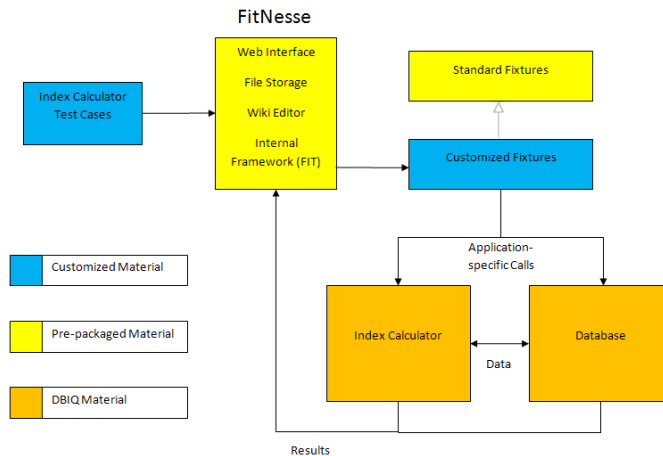 FitNesse
Web Interface
File Storage
Wiki Editor
Internal
Framework (FIT)
Index Calculator
Test Cases
Standard Fixtures
Customized Fixtures
Application-
specific Calls
Customized Material
Pre-packaged Material
DBIQ Material
Index Calculator
Database
Data
Results